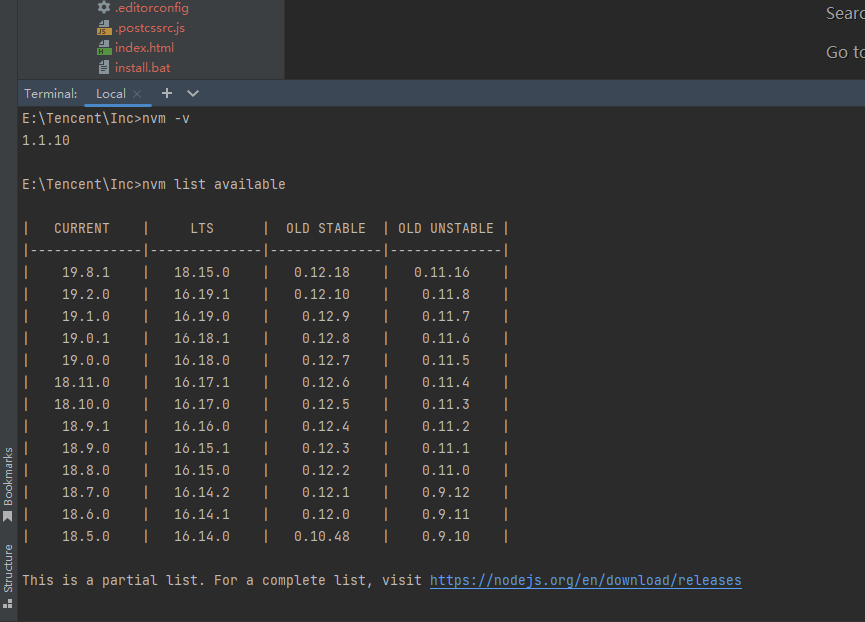 .editorconfig
.postcssrc.js
index.html
install.bat
Terminal: Local × + 
E:\Tencent\Inc>nvm -v
1.1.10
E:\Tencent\Inc>nvm list available
| CURRENT | LTS | OLD STABLE | OLD UNSTABLE |
|--------------|--------------|--------------|--------------|
| 19.8.1 | 18.15.0 | 0.12.18 | 0.11.16 |
| 19.2.0 | 16.19.1 | 0.12.10 | 0.11.8 |
| 19.1.0 | 16.19.0 | 0.12.9 | 0.11.7 |
| 19.0.1 | 16.18.1 | 0.12.8 | 0.11.6 |
| 19.0.0 | 16.18.0 | 0.12.7 | 0.11.5 |
| 18.11.0 | 16.17.1 | 0.12.6 | 0.11.4 |
| 18.10.0 | 16.17.0 | 0.12.5 | 0.11.3 |
| 18.9.1 | 16.16.0 | 0.12.4 | 0.11.2 |
| 18.9.0 | 16.15.1 | 0.12.3 | 0.11.1 |
| 18.8.0 | 16.15.0 | 0.12.2 | 0.11.0 |
| 18.7.0 | 16.14.2 | 0.12.1 | 0.9.12 |
| 18.6.0 | 16.14.1 | 0.12.0 | 0.9.11 |
| 18.5.0 | 16.14.0 | 0.10.48 | 0.9.10 |
This is a partial list. For a complete list, visit https://nodejs.org/en/download/releases
Bookmarks
Structure
Go to